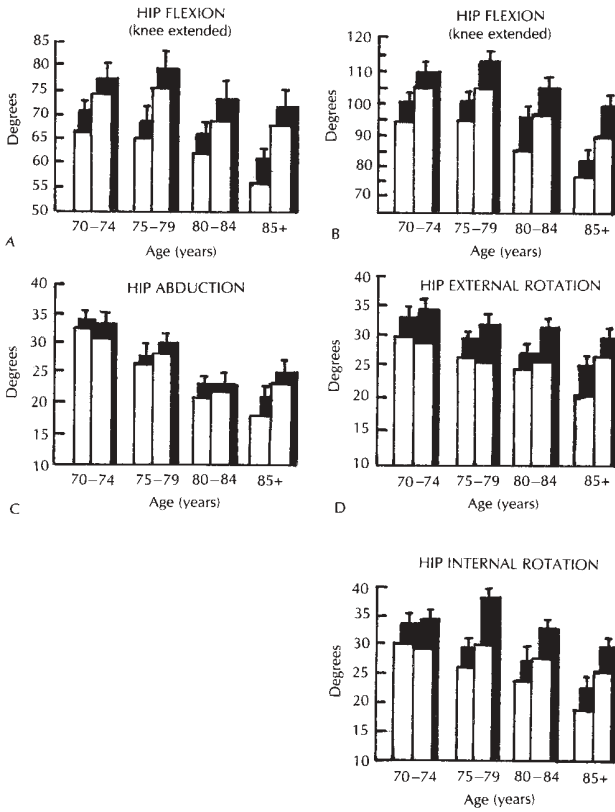 HIP FLEXION
(knee extended)
85
80
75
70
65
60
55
50
Degrees
70–74 75–79 80–84 85+
Age (years)
A
HIP FLEXION
(knee extended)
120
110
100
90
80
70
Degrees
70–74 75–79 80–84 85+
Age (years)
B
HIP ABDUCTION
40
35
30
25
20
15
10
Degrees
70–74 75–79 80–84 85+
Age (years)
C
HIP EXTERNAL ROTATION
40
35
30
25
20
15
10
Degrees
70–74 75–79 80–84 85+
Age (years)
D
HIP INTERNAL ROTATION
40
35
30
25
20
15
10
Degrees
70–74 75–79 80–84 85+
Age (years)